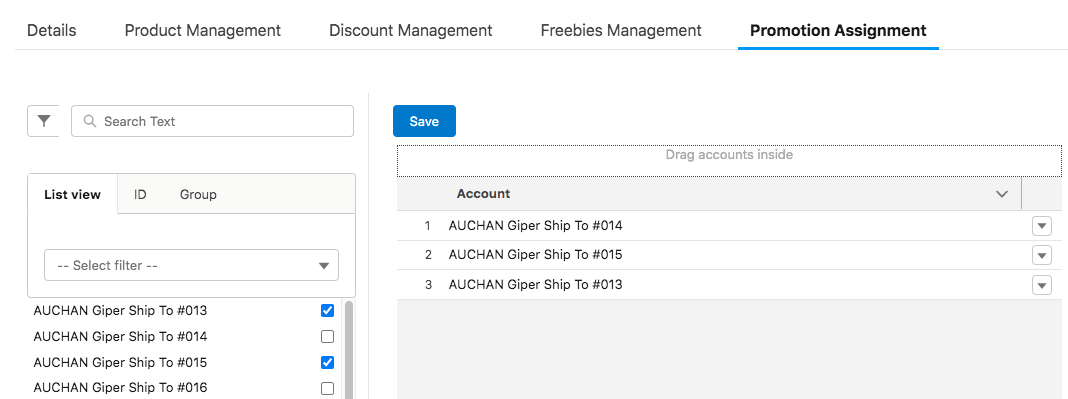 Details Product Management Discount Management Freebies Management Promotion Assignment
Search Text
Save
Drag accounts inside
List view ID Group
-- Select filter --
AUCHAN Giper Ship To #013
AUCHAN Giper Ship To #014
AUCHAN Giper Ship To #015
AUCHAN Giper Ship To #016
Account
1 AUCHAN Giper Ship To #014
2 AUCHAN Giper Ship To #015
3 AUCHAN Giper Ship To #013